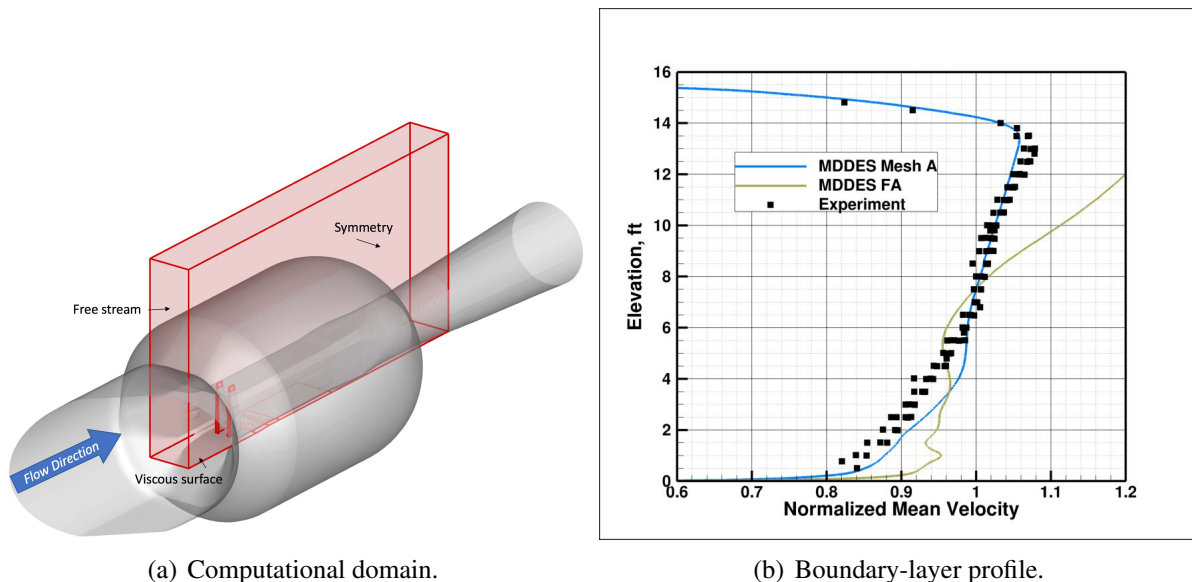 Symmetry
Free stream
Flow Direction
Viscous surface
(a) Computational domain.
16
14
12
10
8
6
4
2
0
Elevation, ft
MDDES Mesh A
MDDES FA
Experiment
0.6 0.7 0.8 0.9 1 1.1 1.2
Normalized Mean Velocity
(b) Boundary-layer profile.